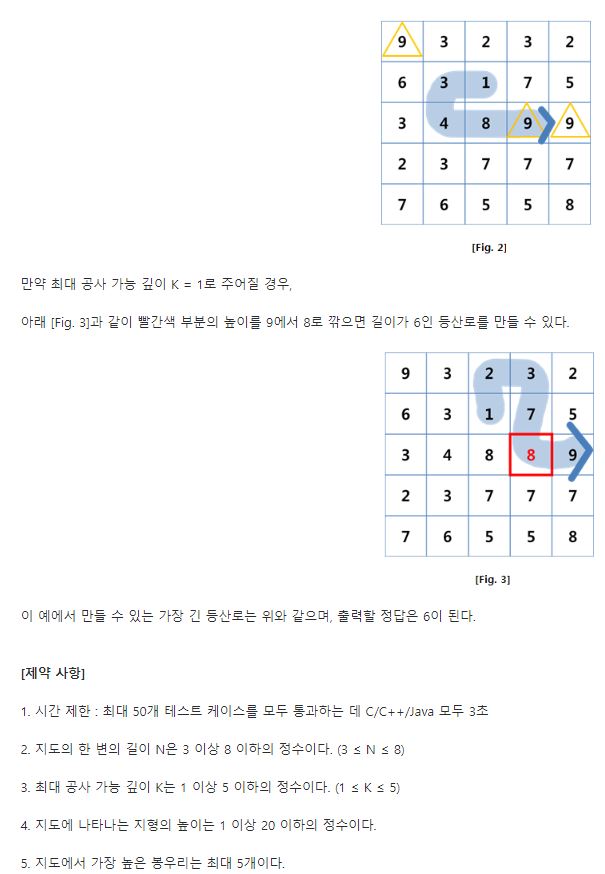 9 3 2 3 2
6 3 1 7 5
3 4 8 9 9
2 3 7 7 7
7 6 5 5 8
[Fig. 2]
만약 최대 공사 가능 깊이 K = 1로 주어질 경우,
아래 [Fig. 3]과 같이 빨간색 부분의 높이를 9에서 8로 깎으면 길이가 6인 등산로를 만들 수 있다.
9 3 2 3 2
6 3 1 7 5
3 4 8 8 9
2 3 7 7 7
7 6 5 5 8
[Fig. 3]
이 예에서 만들 수 있는 가장 긴 등산로는 위와 같으며, 출력할 정답은 6이 된다.
[제약 사항]
1. 시간 제한 : 최대 50개 테스트 케이스를 모두 통과하는 데 C/C++/Java 모두 3초
2. 지도의 한 변의 길이 N은 3 이상 8 이하의 정수이다. (3 ≤ N ≤ 8)
3. 최대 공사 가능 깊이 K는 1 이상 5 이하의 정수이다. (1 ≤ K ≤ 5)
4. 지도에 나타나는 지형의 높이는 1 이상 20 이하의 정수이다.
5. 지도에서 가장 높은 봉우리는 최대 5개이다.